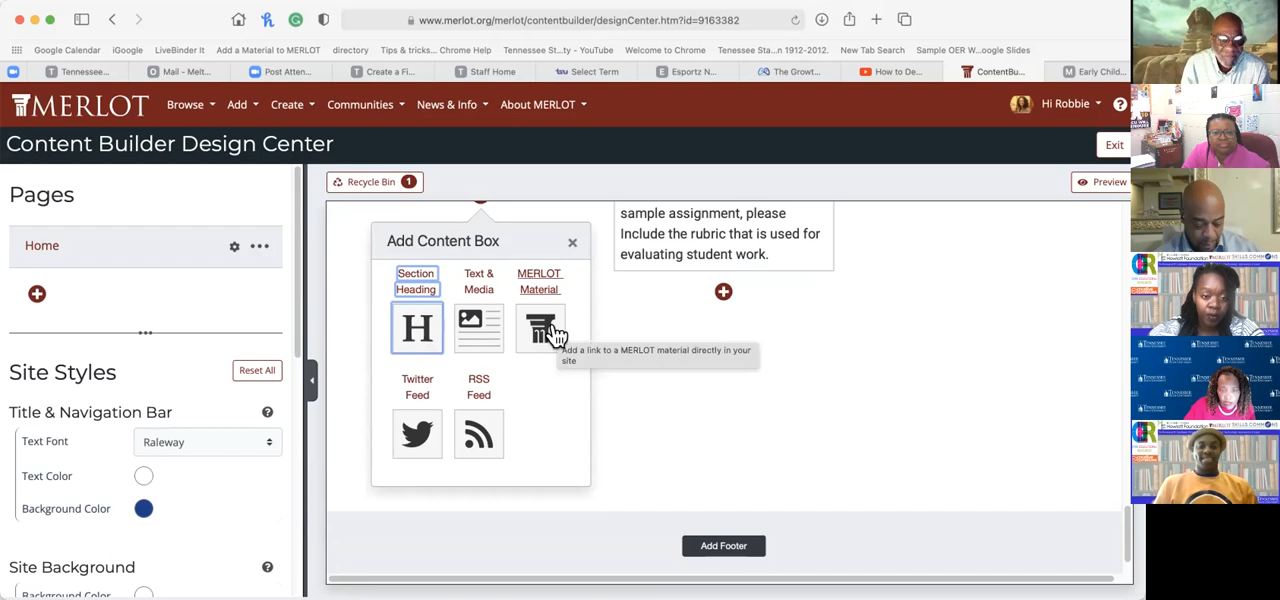 www.merlot.org/merlot/contentbuilder/designCenter.htm?id=9163382
Google Calendar iGoogle LiveBinder It Add a Material to MERLOT directory Tips & tricks... Chrome Help Tennesee St...ty - YouTube Welcome to Chrome Tenessee Sta...n 1912-2012. New Tab Search Sample OER W...oogle Slides
Tennesse... Mail - Melt... Post Atten... Create a Fi... Staff Home Select Term Esportz N... The Growt... How to De... ContentBu... Early Child...
MERLOT Browse Add Create Communities News & Info About MERLOT Hi Robbie ?
Content Builder Design Center Exit
Pages
Home
Site Styles Reset All
Title & Navigation Bar ?
Text Font Raleway
Text Color
Background Color
Site Background ?
Background Color
Recycle Bin 1 Preview
Add Content Box ×
Section Heading
Text & Media
MERLOT Material
H
Add a link to a MERLOT material directly in your
site
Twitter Feed
RSS Feed
sample assignment, please
Include the rubric that is used for
evaluating student work.
Add Footer